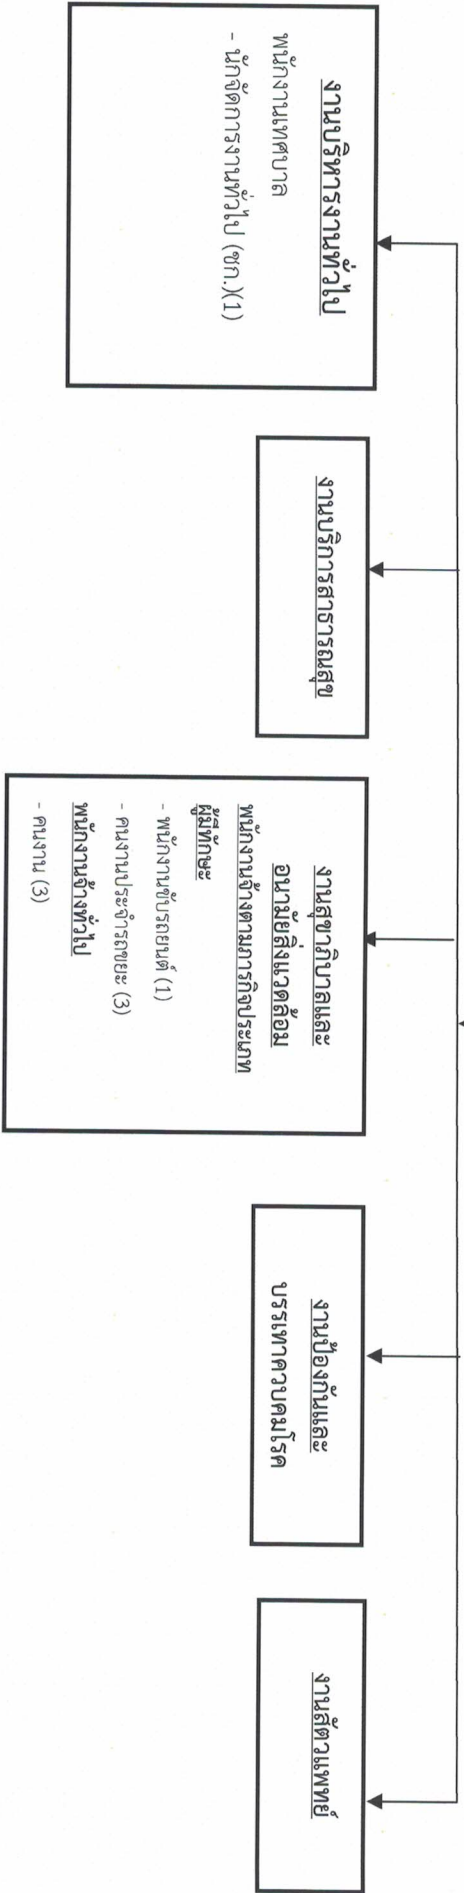 งานบริหารงานทั่วไป
พนักงานเทศบาล
- นักจัดการงานทั่วไป (ชก.)(1)
งานบริการสาธารณสุข
งานสุขาภิบาลและ
อนามัยสิ่งแวดล้อม
พนักงานจ้างตามภารกิจประเภท
ผู้มีทักษะ
- พนักงานขับรถยนต์ (1)
- คนงานประจำรถขยะ (3)
พนักงานจ้างทั่วไป
- คนงาน (3)
งานป้องกันและ
บรรเทาควบคุมโรค
งานสัตวแพทย์